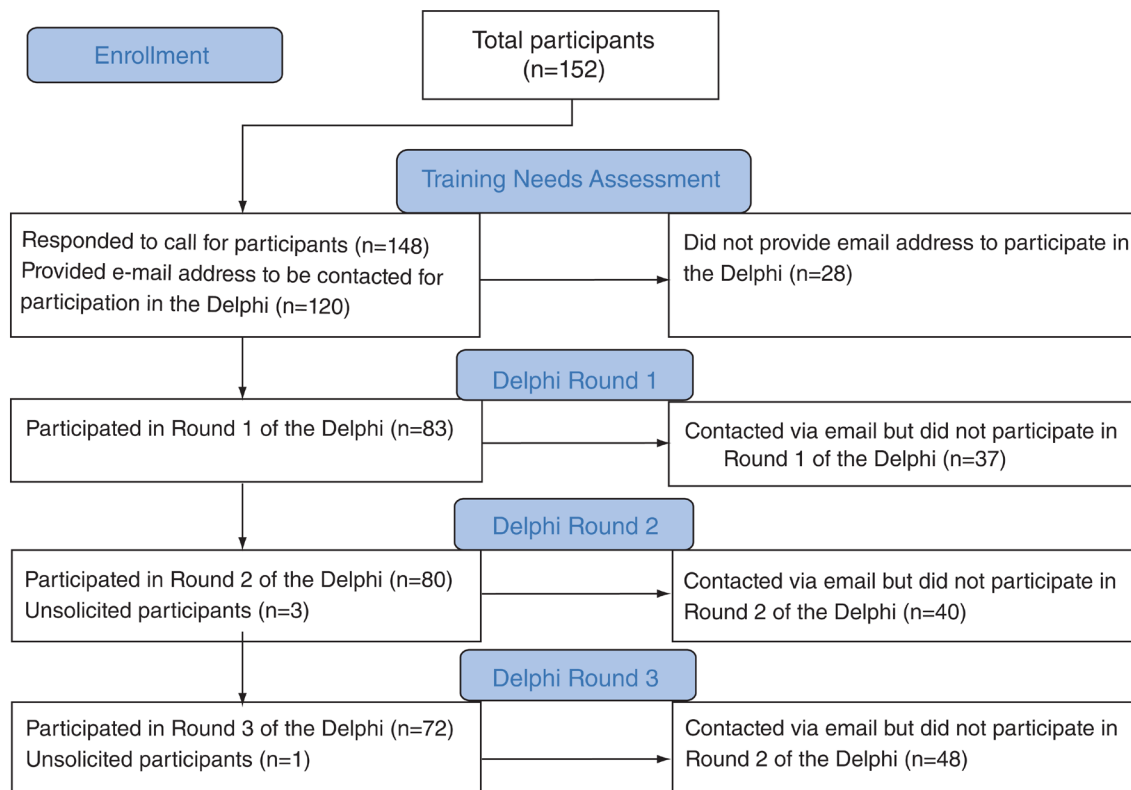 Enrollment
Total participants
(n=152)
Training Needs Assessment
Responded to call for participants (n=148)
Provided e-mail address to be contacted for
participation in the Delphi (n=120)
Did not provide email address to participate in
the Delphi (n=28)
Delphi Round 1
Participated in Round 1 of the Delphi (n=83)
Contacted via email but did not participate in
Round 1 of the Delphi (n=37)
Delphi Round 2
Participated in Round 2 of the Delphi (n=80)
Unsolicited participants (n=3)
Contacted via email but did not participate in
Round 2 of the Delphi (n=40)
Delphi Round 3
Participated in Round 3 of the Delphi (n=72)
Unsolicited participants (n=1)
Contacted via email but did not participate in
Round 2 of the Delphi (n=48)